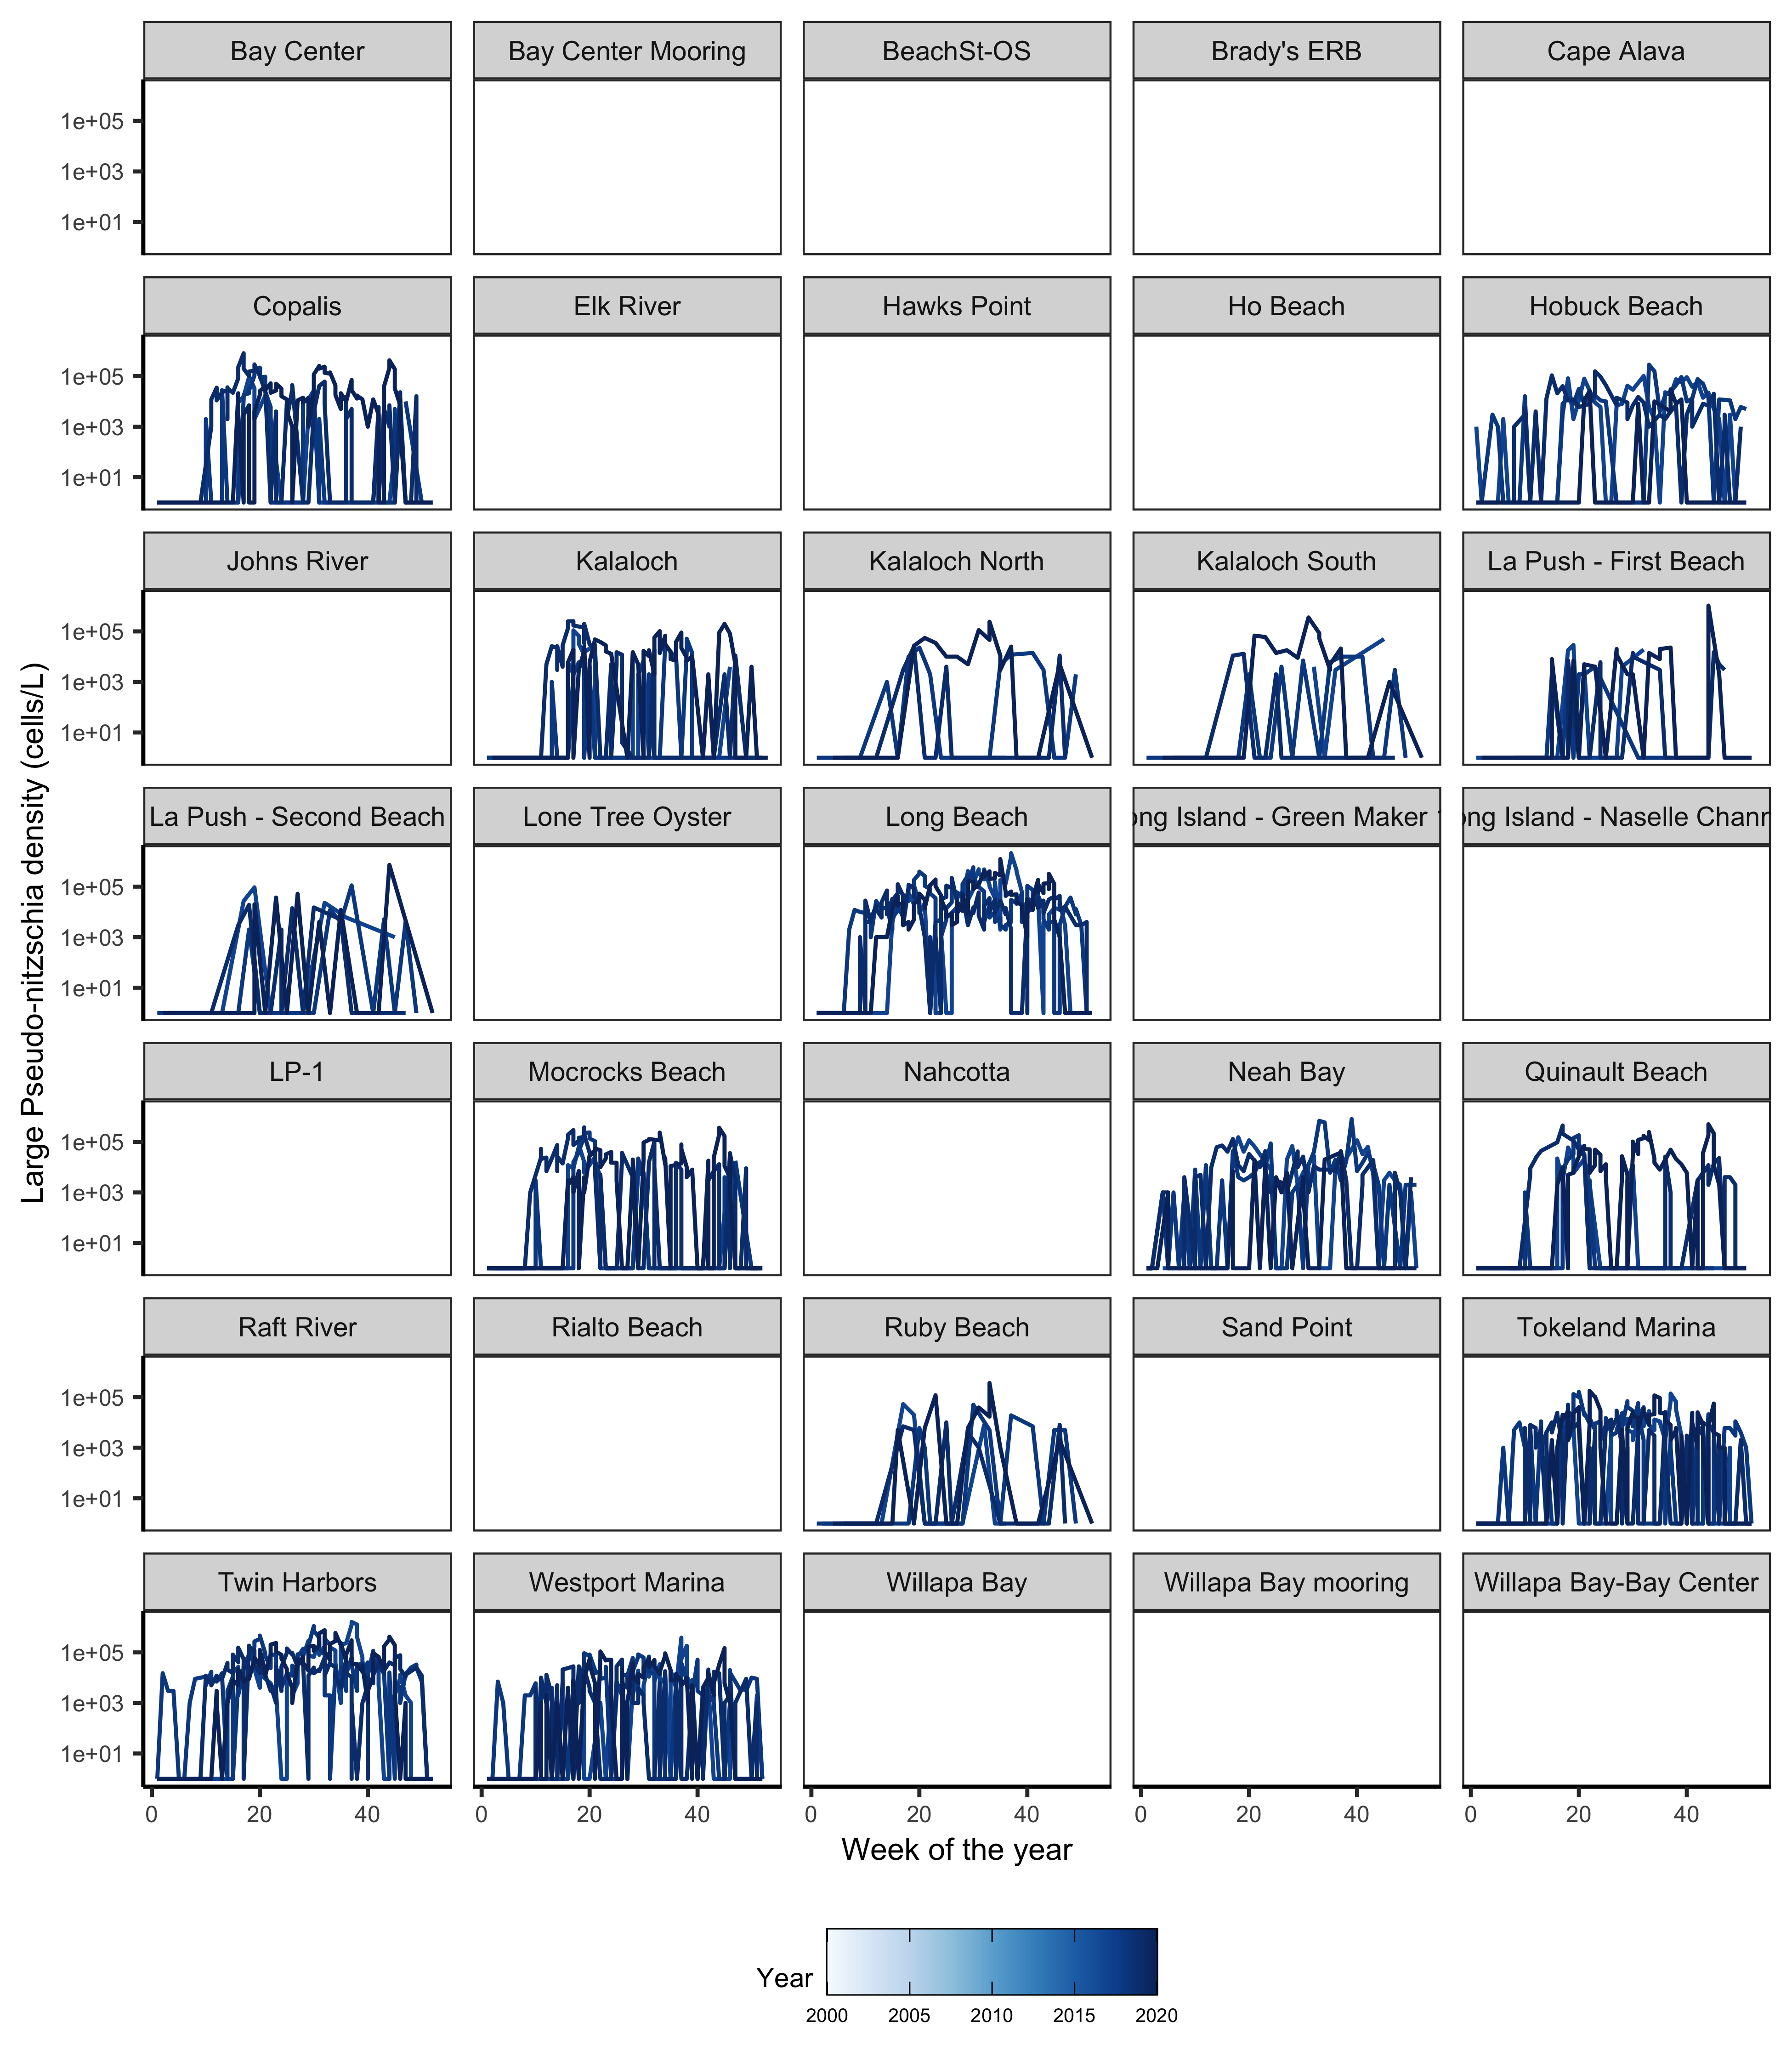 Bay Center
Bay Center Mooring
BeachSt-OS
Brady's ERB
Cape Alava
1e+05
1e+03
1e+01
Copalis
Elk River
Hawks Point
Ho Beach
Hobuck Beach
1e+05
1e+03
1e+01
Johns River
Kalaloch
Kalaloch North
Kalaloch South
La Push - First Beach
1e+05
1e+03
1e+01
La Push - Second Beach
Lone Tree Oyster
Long Beach
ong Island - Green Maker
ong Island - Naselle Chann
1e+05
1e+03
1e+01
LP-1
Mocrocks Beach
Nahcotta
Neah Bay
Quinault Beach
1e+05
1e+03
1e+01
Raft River
Rialto Beach
Ruby Beach
Sand Point
Tokeland Marina
1e+05
1e+03
1e+01
Twin Harbors
Westport Marina
Willapa Bay
Willapa Bay mooring
Willapa Bay-Bay Center
1e+05
1e+03
1e+01
0 20 40
0 20 40
0 20 40
0 20 40
0 20 40
Large Pseudo-nitzschia density (cells/L)
Week of the year
Year
2000 2005 2010 2015 2020